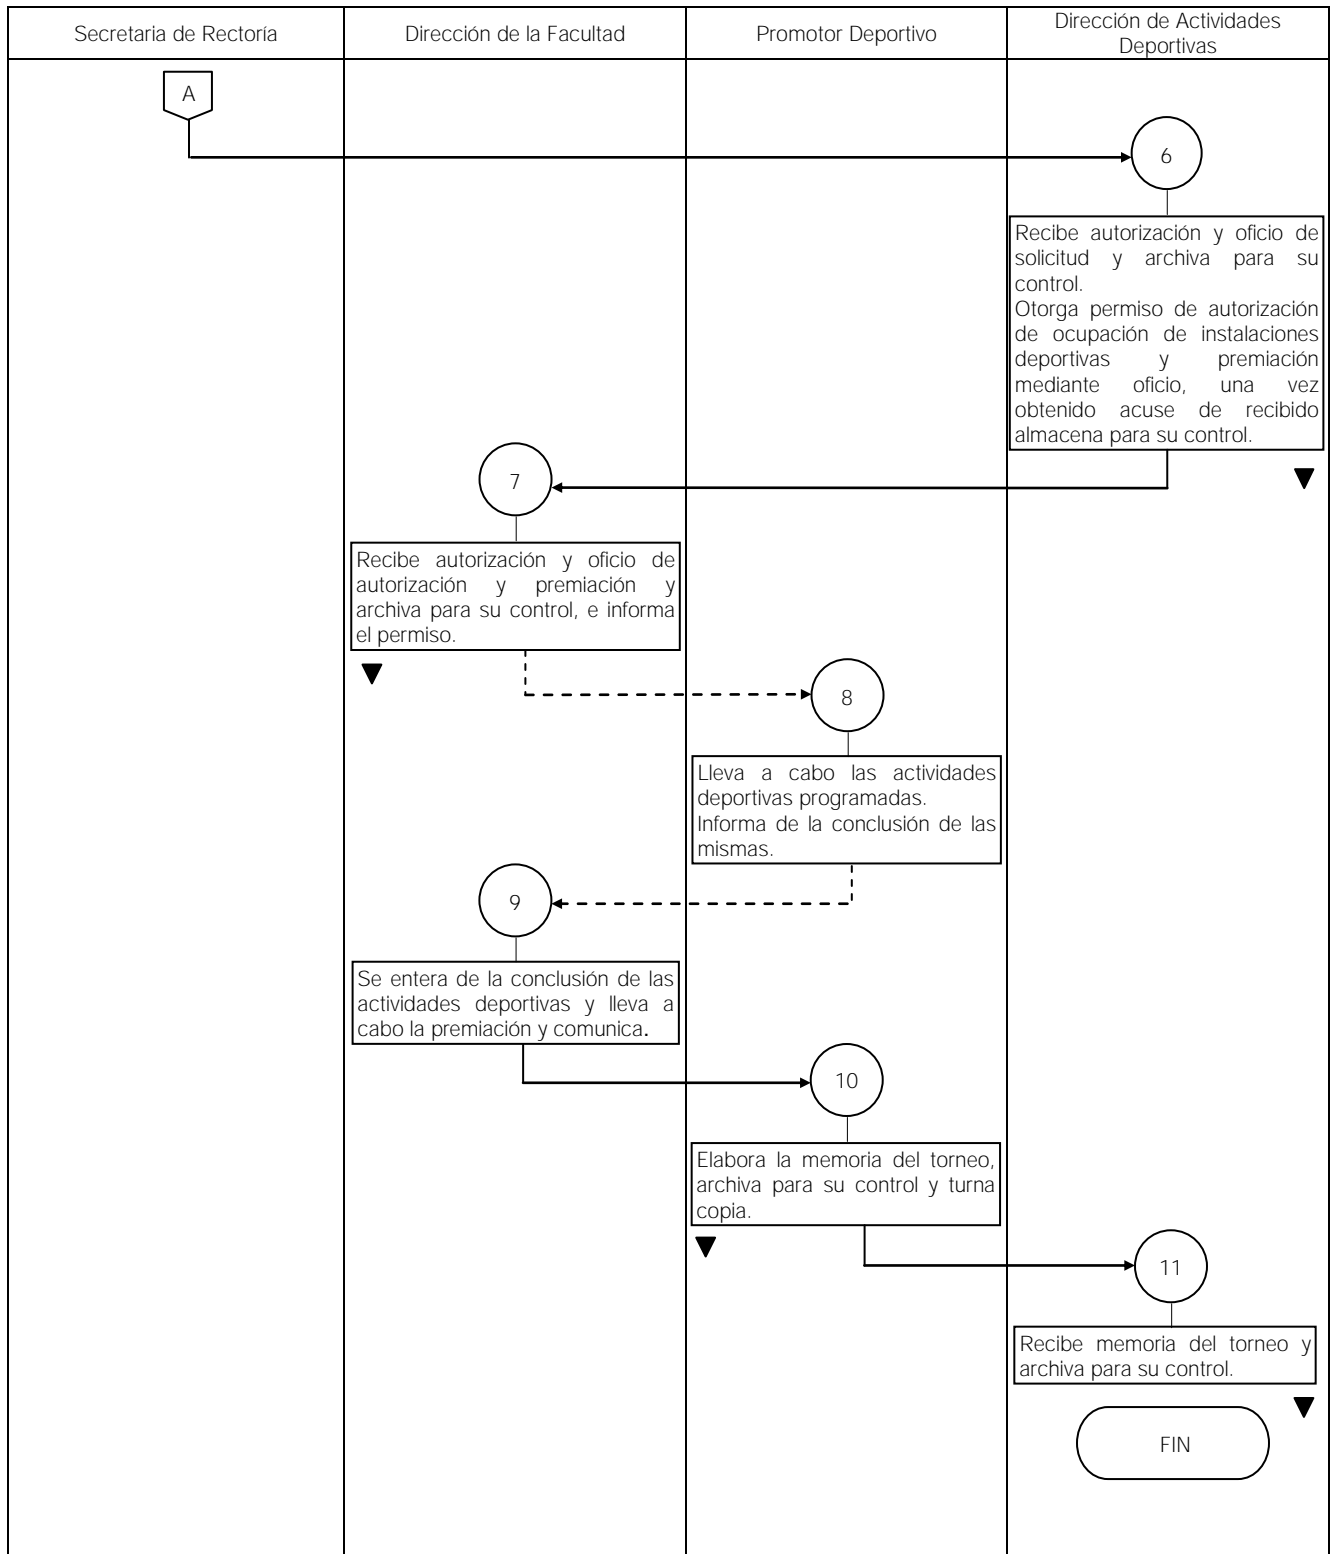 Secretaria de Rectoría
Dirección de la Facultad
Promotor Deportivo
Dirección de Actividades
Deportivas
A
6
Recibe autorización y oficio de
solicitud y archiva para su
control.
Otorga permiso de autorización
de ocupación de instalaciones
deportivas y premiación
mediante oficio, una vez
obtenido acuse de recibido
almacena para su control.
7
Recibe autorización y oficio de
autorización y premiación y
archiva para su control, e informa
el permiso.
8
Lleva a cabo las actividades
deportivas programadas.
Informa de la conclusión de las
mismas.
9
Se entera de la conclusión de las
actividades deportivas y lleva a
cabo la premiación y comunica.
10
Elabora la memoria del torneo,
archiva para su control y turna
copia.
11
Recibe memoria del torneo y
archiva para su control.
FIN